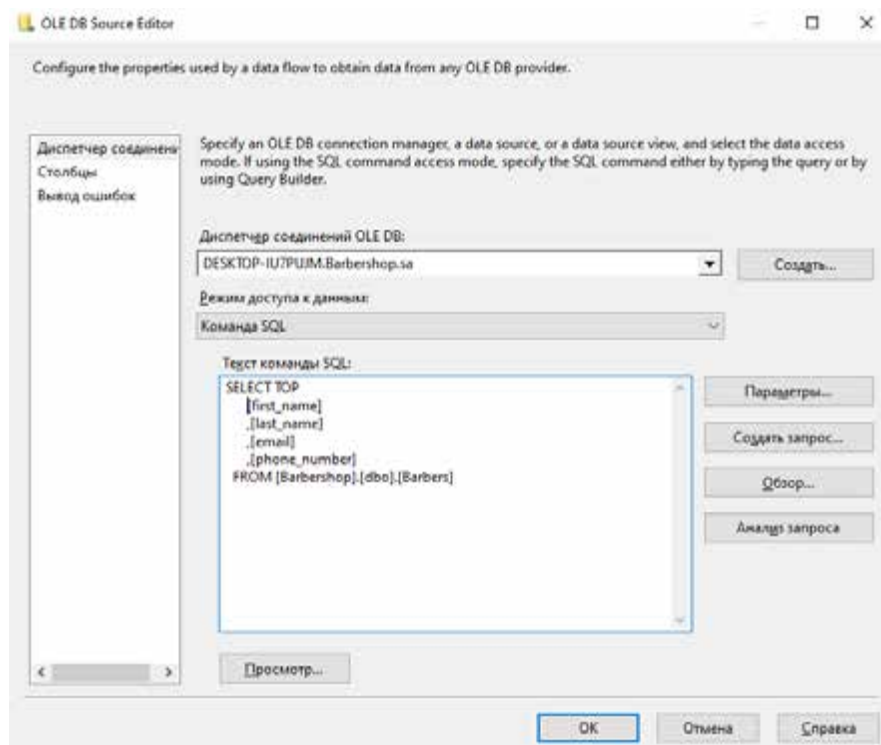 OLE DB Source Editor
Configure the properties used by a data flow to obtain data from any OLE DB provider.
Диспетчер соединени
Столбцы
Вывод ошибок
Specify an OLE DB connection manager, a data source, or a data source view, and select the data access
mode. If using the SQL command access mode, specify the SQL command either by typing the query or by
using Query Builder.
Диспетчер соединений OLE DB:
DESKTOP-IU7PUJM.Barbershop.sa
Создать...
Режим доступа к данным:
Команда SQL
Текст команды SQL:
SELECT TOP
[first_name]
,[last_name]
,[email]
,[phone_number]
FROM [Barbershop].[dbo].[Barbers]
Параметры...
Создать запрос...
Обзор...
Анализ запроса
Просмотр...
OK
Отмена
Справка